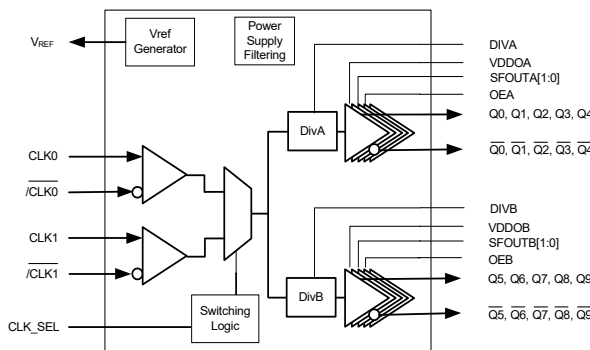 Vref
Generator
Power
Supply
Filtering
VREF
DIVA
VDDOA
SFOUTA[1:0]
OEA
Q0, Q1, Q2, Q3, Q4
Q0, Q1, Q2, Q3, Q4
DivA
CLK0
/CLK0
CLK1
/CLK1
DIVB
VDDOB
SFOUTB[1:0]
OEB
Q5, Q6, Q7, Q8, Q9
Q5, Q6, Q7, Q8, Q9
DivB
CLK_SEL
Switching
Logic